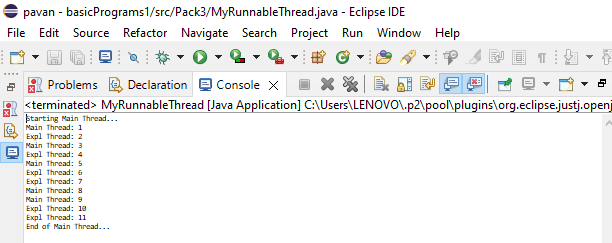 pavan - basicPrograms1/src/Pack3/MyRunnableThread.java - Eclipse IDE
File Edit Source Refactor Navigate Search Project Run Window Help
Problems Declaration Console
<terminated> MyRunnableThread [Java Application] C:\Users\LENOVO\.p2\pool\plugins\org.eclipse.justj.openj
Starting Main Thread...
Main Thread: 1
Expl Thread: 2
Main Thread: 3
Expl Thread: 4
Main Thread: 5
Expl Thread: 6
Expl Thread: 7
Main Thread: 8
Main Thread: 9
Expl Thread: 10
Expl Thread: 11
End of Main Thread...